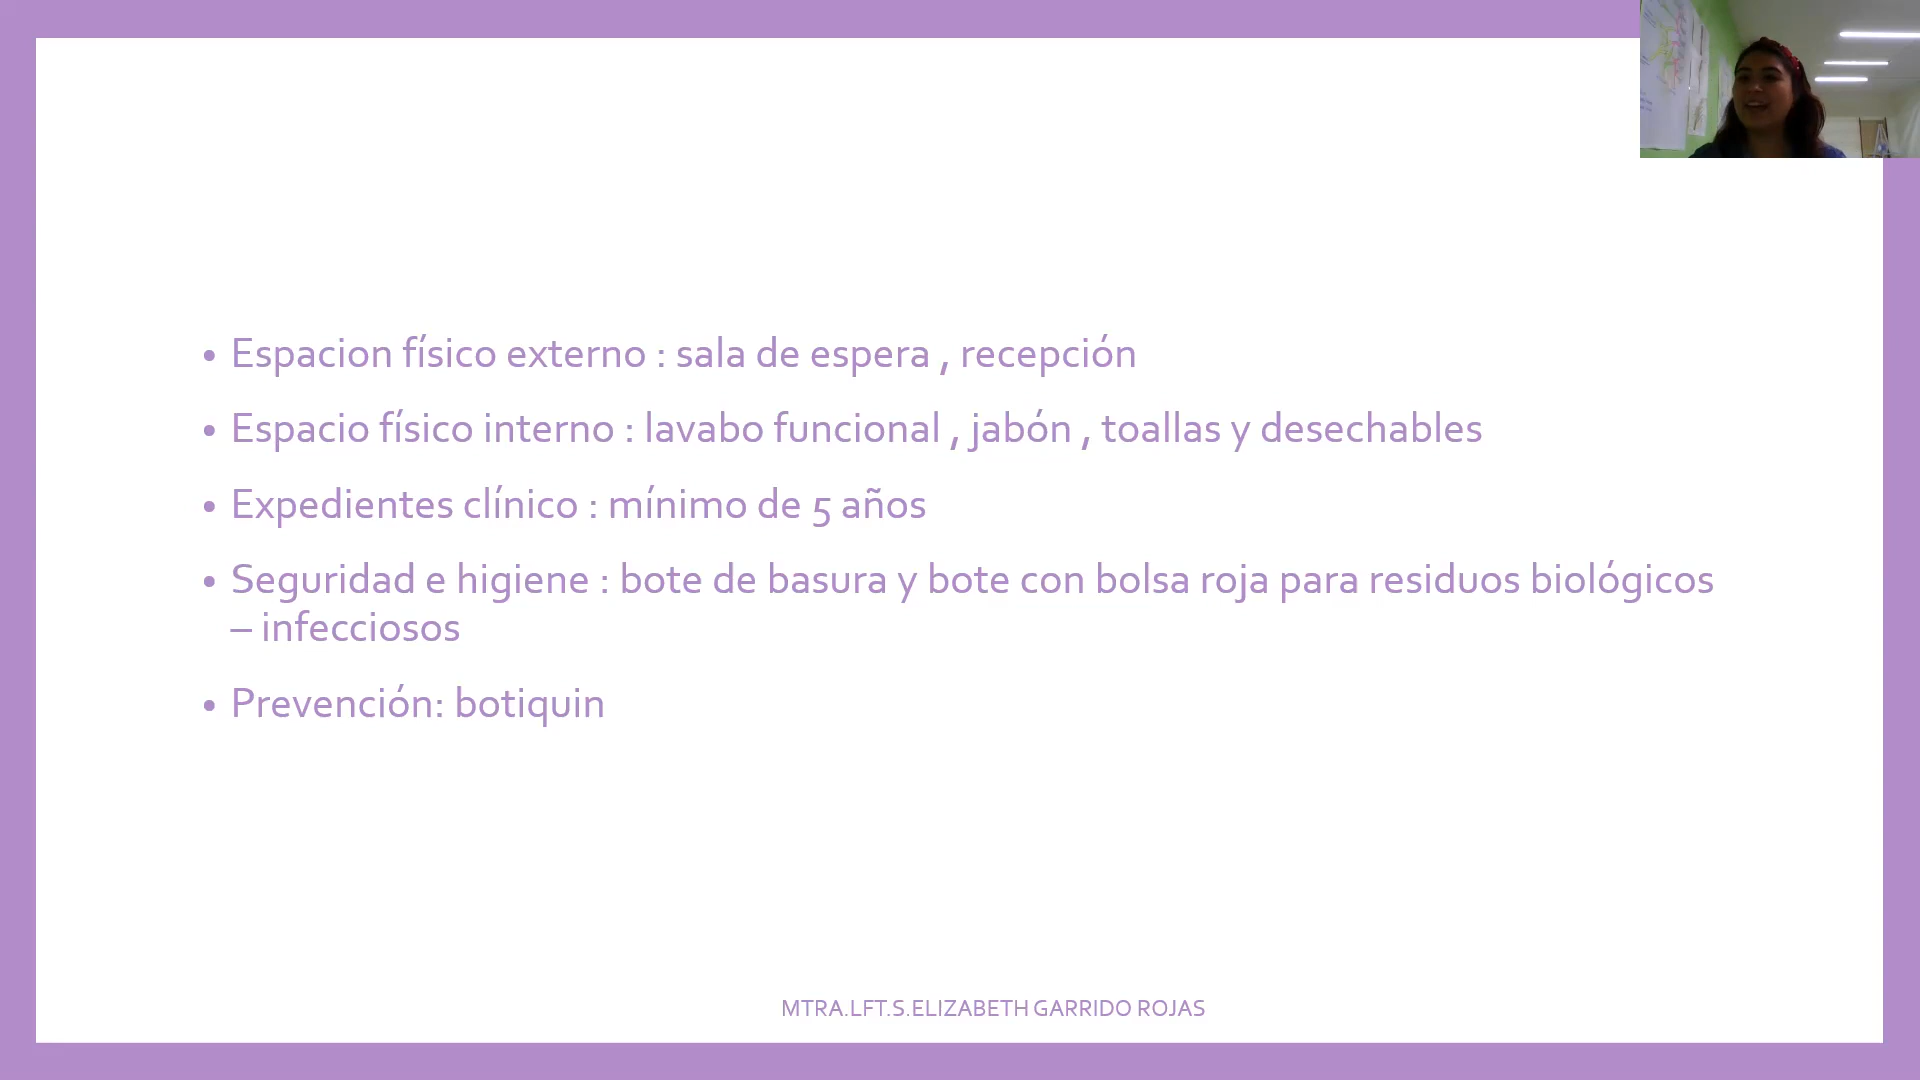 • Espacion físico externo : sala de espera , recepción
• Espacio físico interno : lavabo funcional , jabón , toallas y desechables
• Expedientes clínico : mínimo de 5 años
• Seguridad e higiene : bote de basura y bote con bolsa roja para residuos biológicos
– infecciosos
• Prevención: botiquin
MTRA.LFT.S.ELIZABETH GARRIDO ROJAS